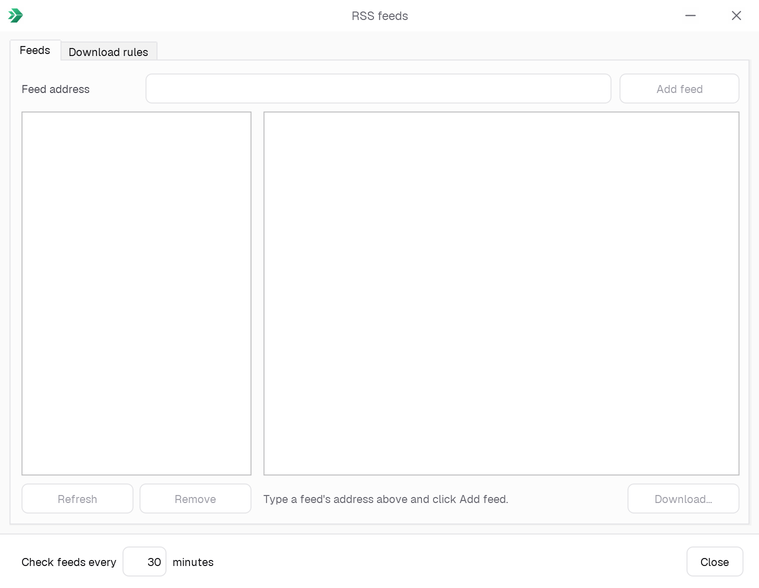 RSS feeds
Feeds
Download rules
Feed address
Add feed
Refresh
Remove
Type a feed's address above and click Add feed.
Download...
Check feeds every 30 minutes
Close